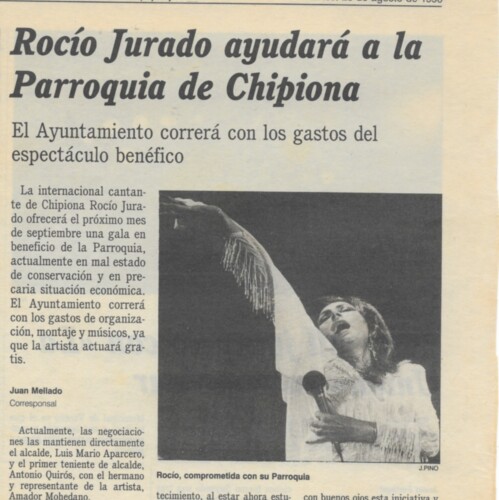 de agosto de
Rocío Jurado ayudará a la
Parroquia de Chipiona
El Ayuntamiento correrá con los gastos del
espectáculo benéfico
La internacional cantan-
te de Chipiona Rocío Jura-
do ofrecerá el próximo mes
de septiembre una gala en
beneficio de la Parroquia,
actualmente en mal estado
de conservación y en pre-
caria situación económica.
El Ayuntamiento correrá
con los gastos de organiza-
ción, montaje y músicos, ya
que la artista actuará gra-
tis.
Juan Mellado
Corresponsal
Actualmente, las negociaciones
las mantienen directamente
el alcalde, Luis Mario Aparcero,
y el primer teniente de alcalde,
Antonio Quirós, con el hermano
y representante de la artista,
Amador Mohedano.
J.PINO
Rocío, comprometida con su Parroquia
tecimiento, al estar ahora estu-
con buenos ojos esta iniciativa y